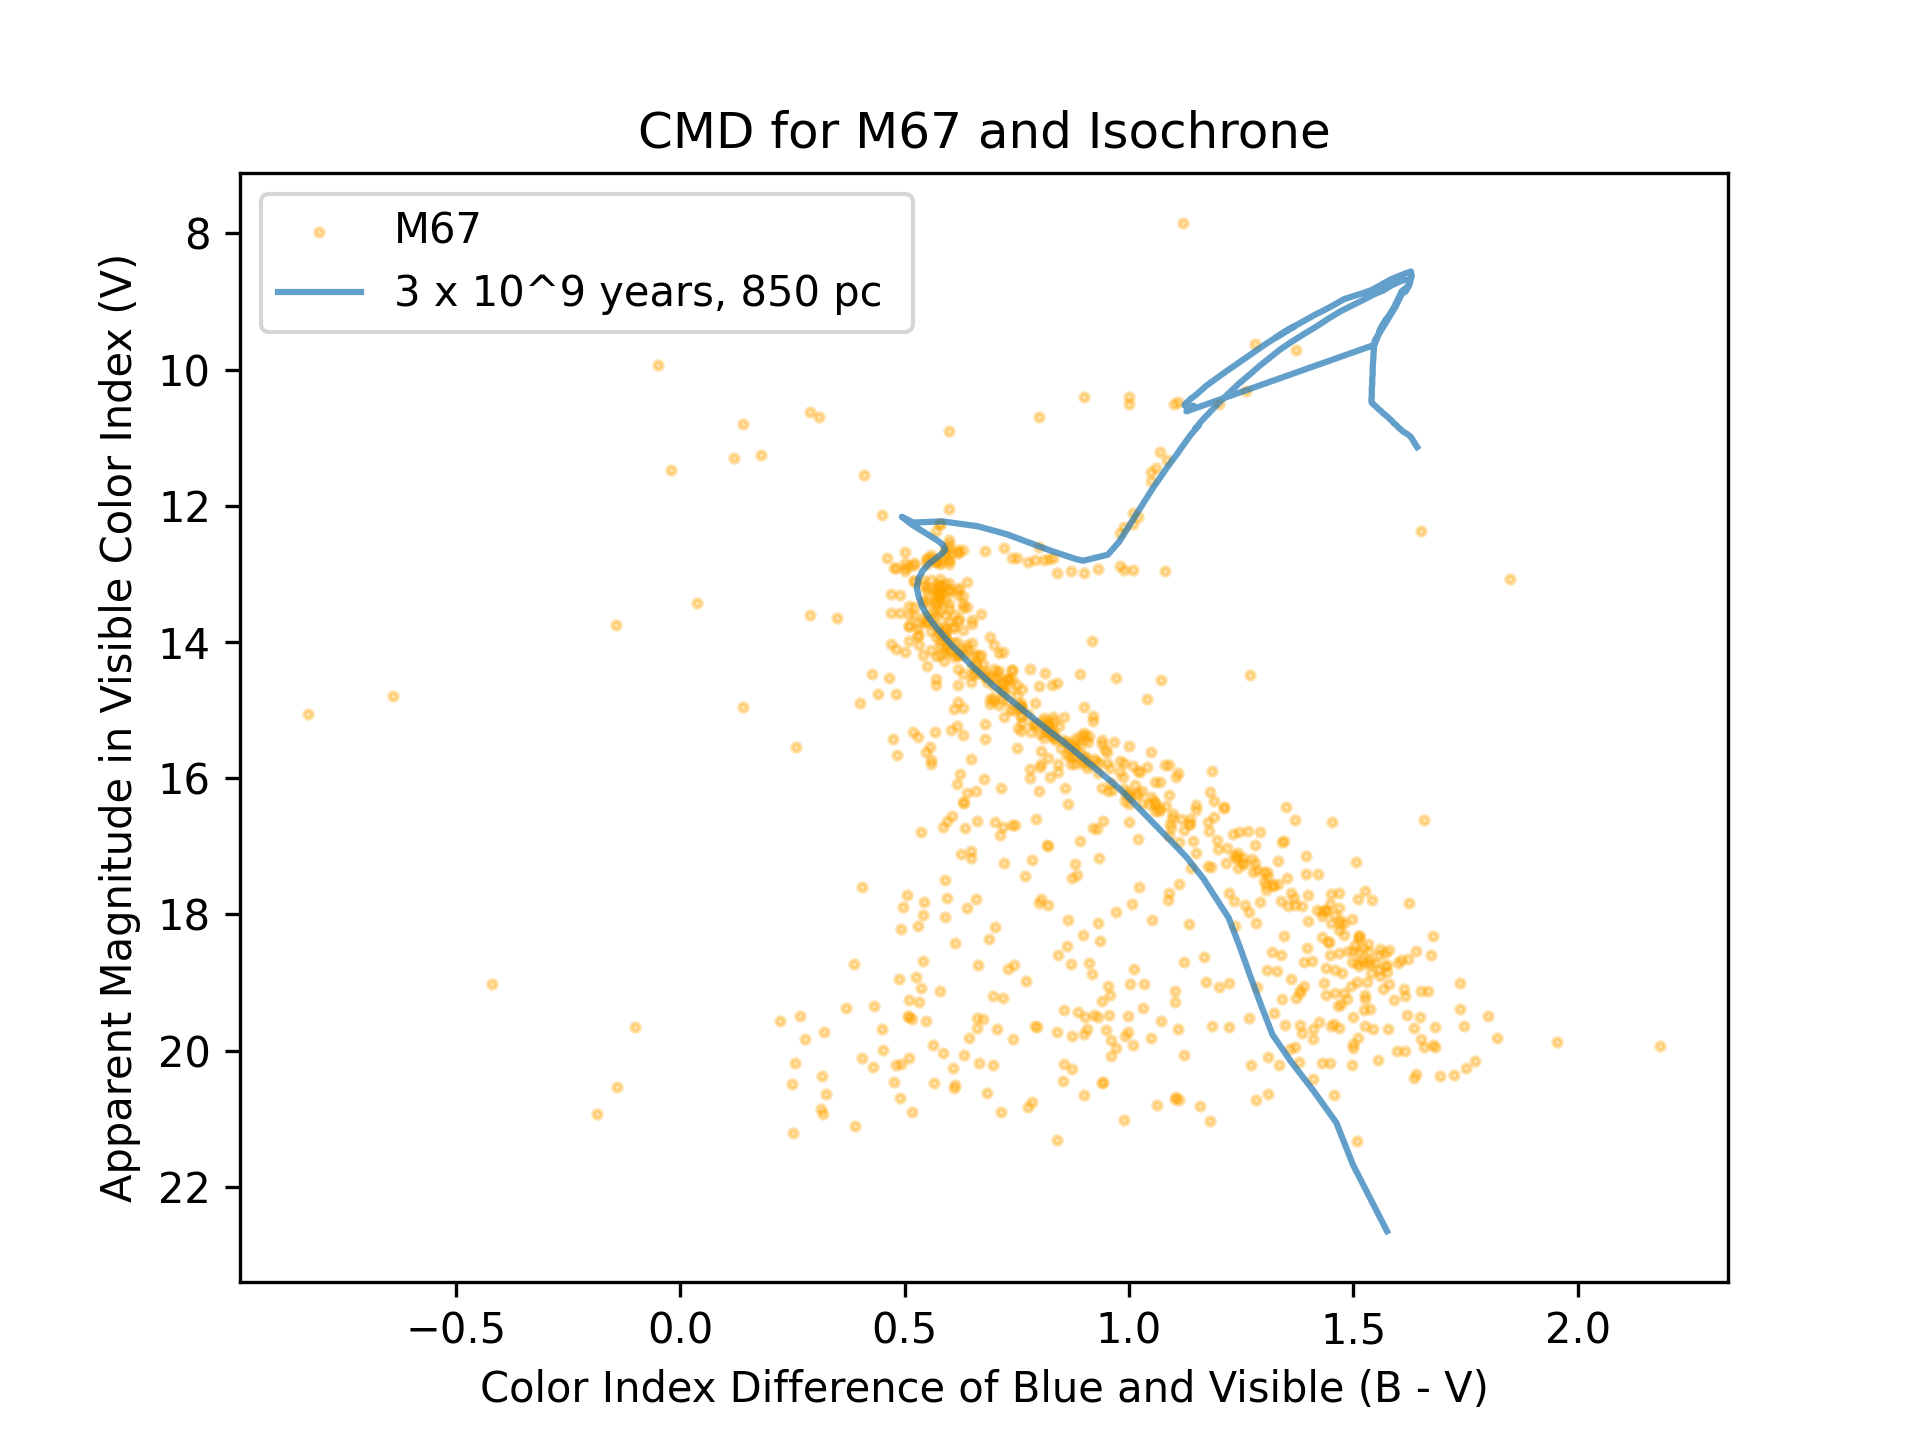 CMD for M67 and Isochrone
M67
3 x 10^9 years, 850 pc
Apparent Magnitude in Visible Color Index (V)
8
10
12
14
16
18
20
22
−0.5
0.0
0.5
1.0
1.5
2.0
Color Index Difference of Blue and Visible (B - V)